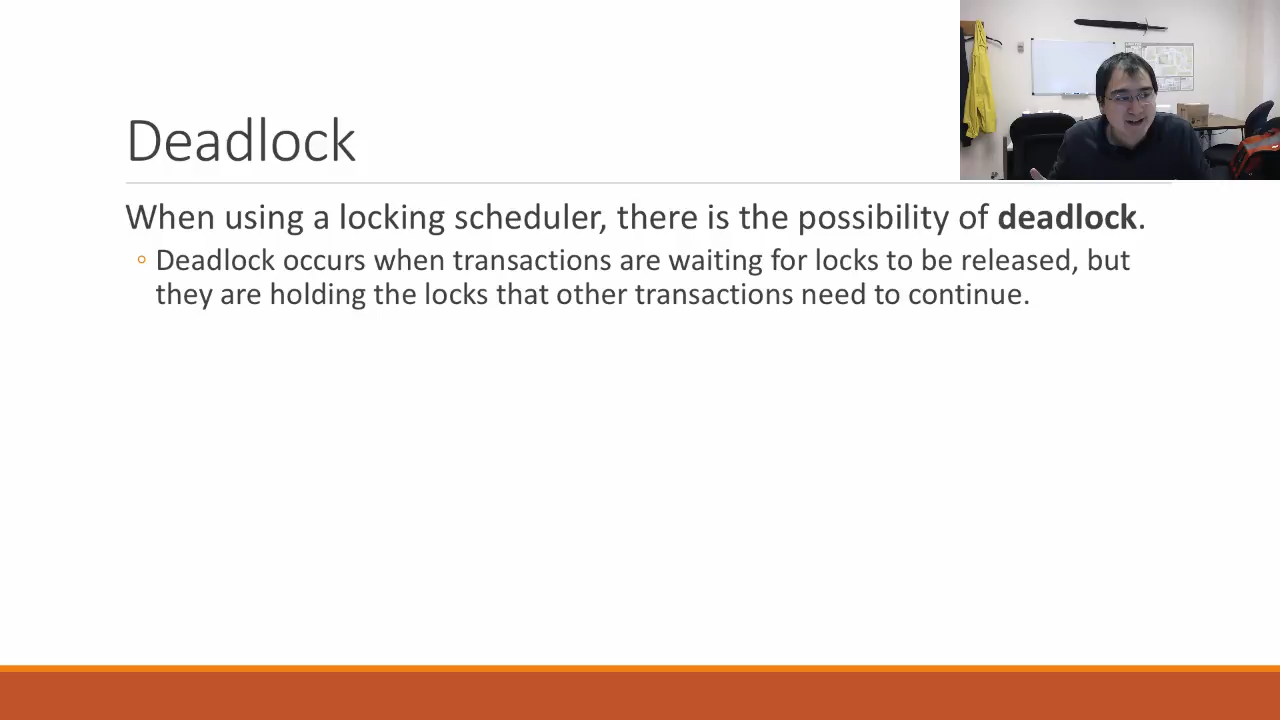 Deadlock
When using a locking scheduler, there is the possibility of deadlock.
◦ Deadlock occurs when transactions are waiting for locks to be released, but
they are holding the locks that other transactions need to continue.